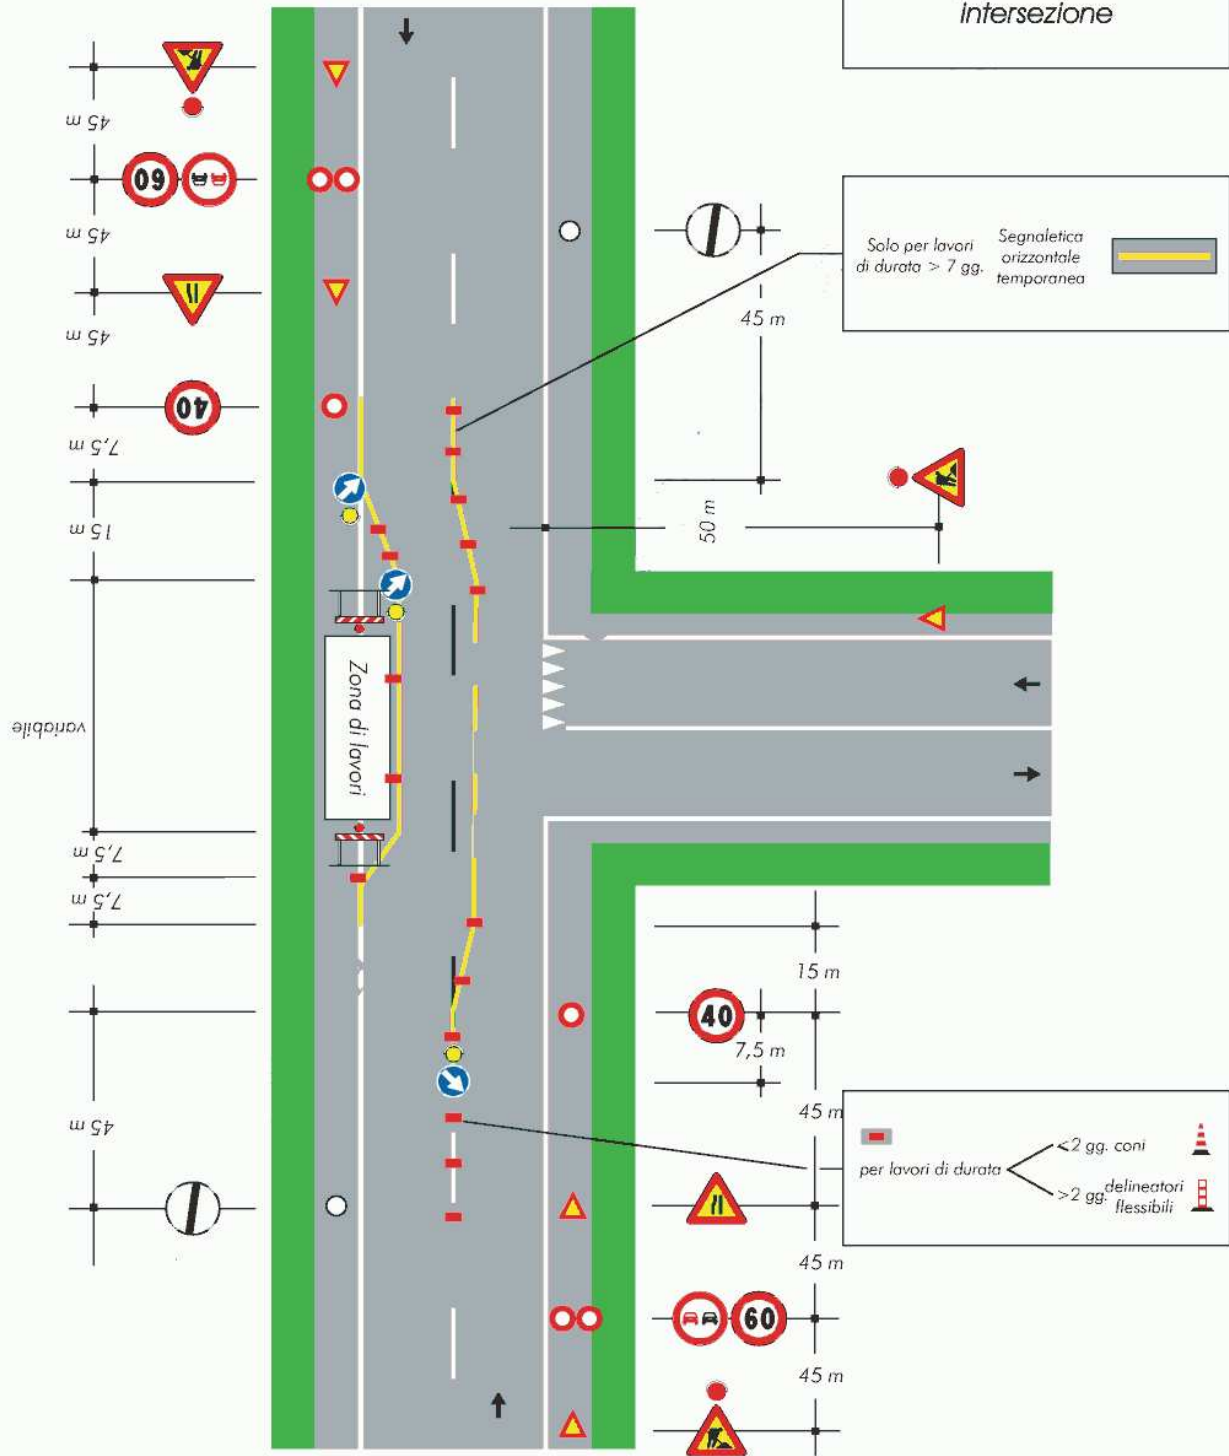 intersezione
45 m
60
45 m
45 m
40
7,5 m
15 m
variabile
7,5 m
7,5 m
45 m
Zona di lavori
45 m
50 m
Solo per lavori
di durata > 7 gg.
Segnaletica
orizzontale
temporanea
15 m
40
7,5 m
45 m
per lavori di durata
<2 gg. coni
>2 gg. delineatori
flessibili
45 m
60
45 m